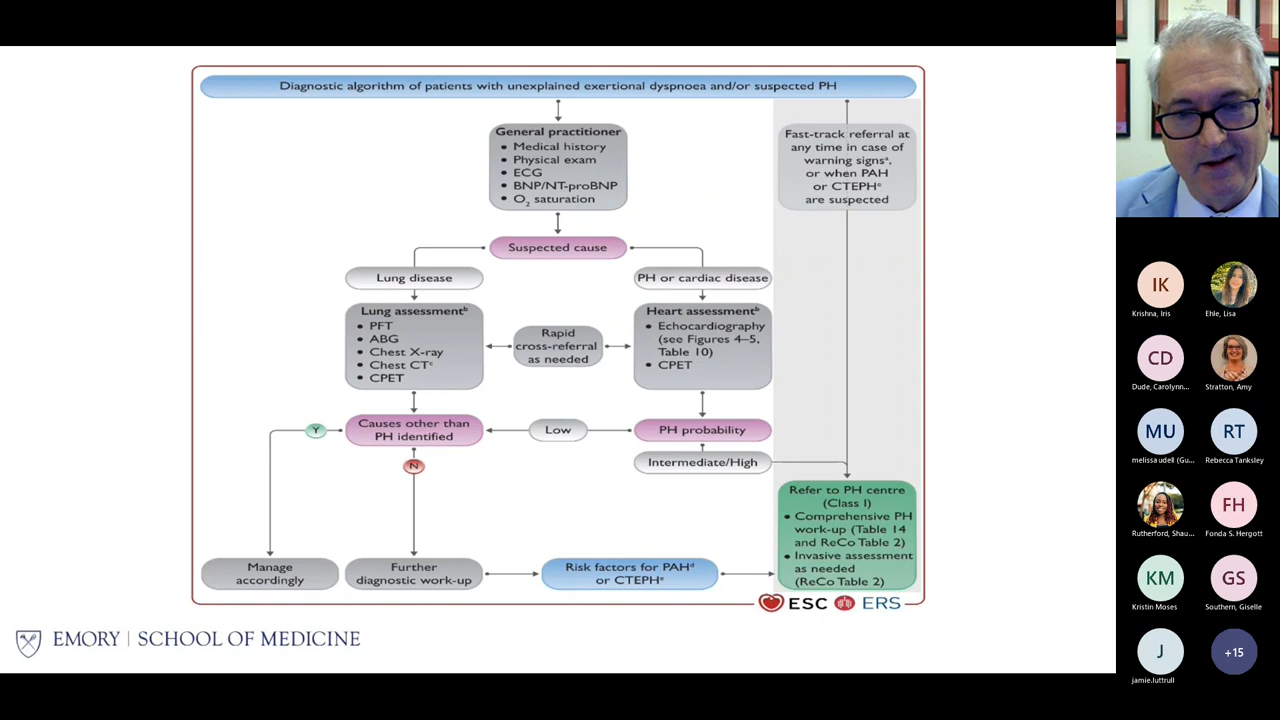 Diagnostic algorithm of patients with unexplained exertional dyspnoea and/or suspected PH
General practitioner
• Medical history
• Physical exam
• ECG
• BNP/NT-proBNP
• O₂ saturation
Fast-track referral at
any time in case of
warning signsᵃ,
or when PAH
or CTEPHᵉ
are suspected
Suspected cause
Lung disease
PH or cardiac disease
Lung assessmentᵇ
• PFT
• ABG
• Chest X-ray
• Chest CTᶜ
• CPET
Rapid
cross-referral
as needed
Heart assessmentᵇ
• Echocardiography
(see Figures 4–5,
Table 10)
• CPET
Y
Causes other than
PH identified
Low
PH probability
N
Intermediate/High
Refer to PH centre
(Class I)
• Comprehensive PH
work-up (Table 14
and ReCo Table 2)
• Invasive assessment
as needed
(ReCo Table 2)
Manage
accordingly
Further
diagnostic work-up
Risk factors for PAHᵈ
or CTEPHᵉ
ESC ERS
EMORY | SCHOOL OF MEDICINE
IK
Krishna, Iris
Ehle, Lisa
CD
Dude, Carolynn...
Stratton, Amy
MU
melissa udell (Gu...
RT
Rebecca Tanksley
Rutherford, Shau...
FH
Fonda S. Hergott
KM
Kristin Moses
GS
Southern, Giselle
J
jamie.luttrull
+15